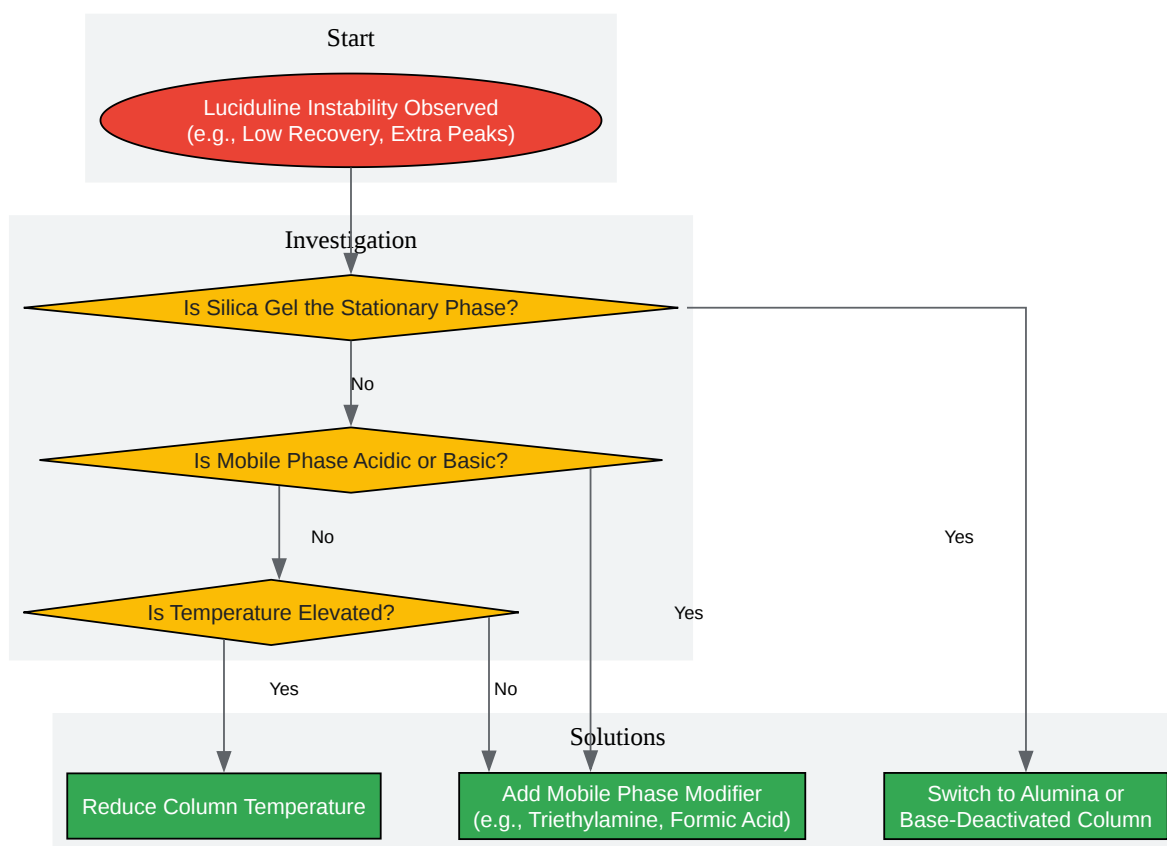 Start
Luciduline Instability Observed
(e.g., Low Recovery, Extra Peaks)
Investigation
Is Silica Gel the Stationary Phase?
No
Is Mobile Phase Acidic or Basic?
No
Yes
Is Temperature Elevated?
Yes
Yes
No
Solutions
Reduce Column Temperature
Add Mobile Phase Modifier
(e.g., Triethylamine, Formic Acid)
Switch to Alumina or
Base-Deactivated Column